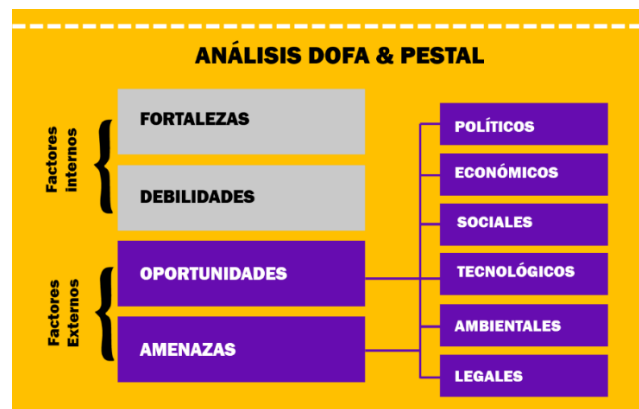 ANÁLISIS DOFA & PESTAL
Factores
internos
FORTALEZAS
DEBILIDADES
Factores
Externos
OPORTUNIDADES
AMENAZAS
POLÍTICOS
ECONÓMICOS
SOCIALES
TECNOLÓGICOS
AMBIENTALES
LEGALES